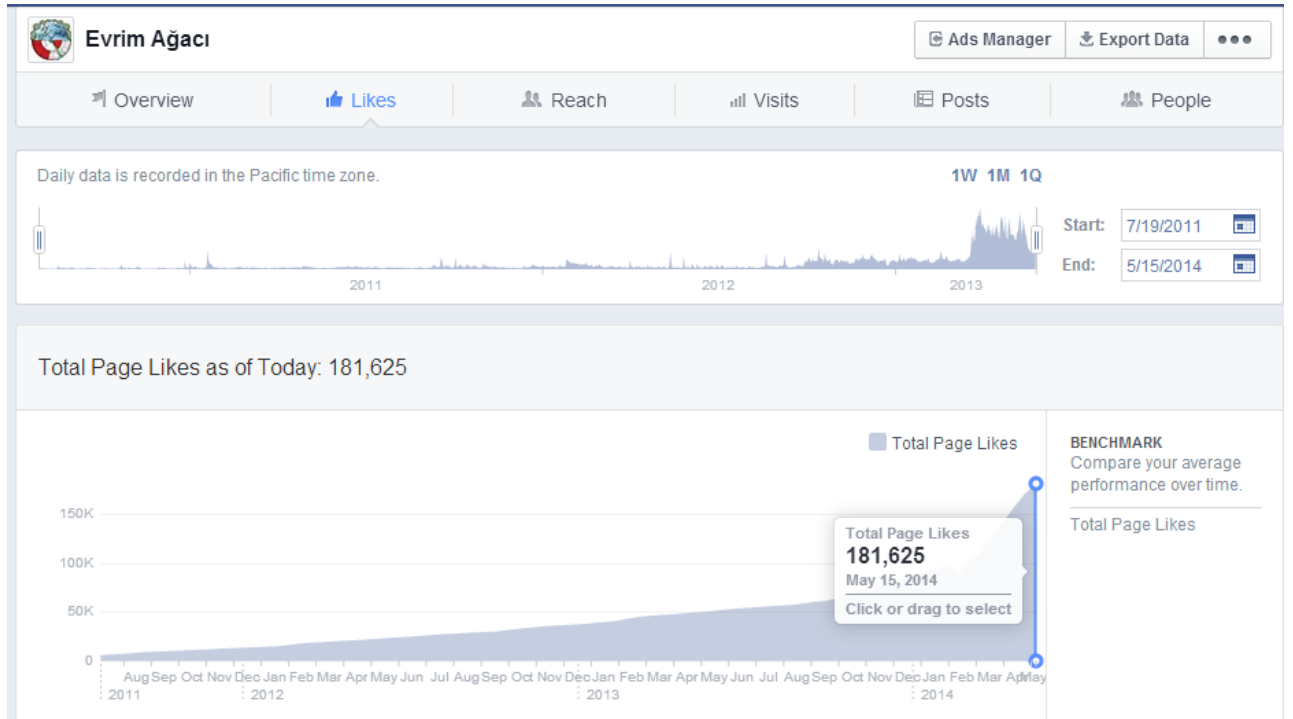 Evrim Ağacı
Ads Manager
Export Data
Overview
Likes
Reach
Visits
Posts
People
Daily data is recorded in the Pacific time zone.
1W 1M 1Q
Start: 7/19/2011
End: 5/15/2014
2011 2012 2013
Total Page Likes as of Today: 181,625
Total Page Likes
BENCHMARK
Compare your average
performance over time.
Total Page Likes
150K
100K
50K
0
Total Page Likes
181,625
May 15, 2014
Click or drag to select
Aug Sep Oct Nov Dec Jan Feb Mar Apr May Jun Jul Aug Sep Oct Nov Dec Jan Feb Mar Apr May Jun Jul Aug Sep Oct Nov Dec Jan Feb Mar Apr May
2011 2012 2013 2014